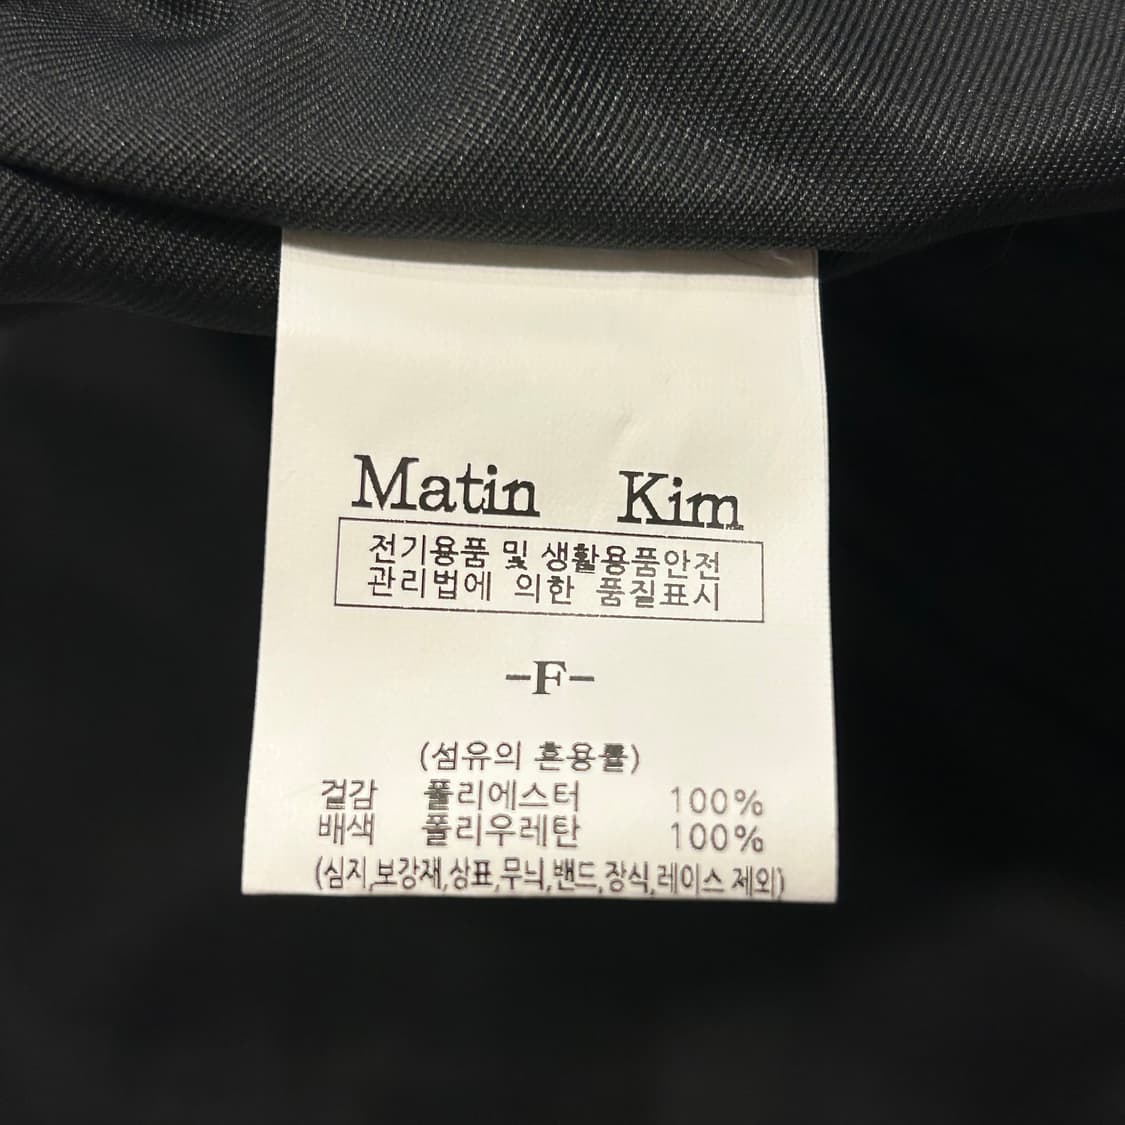 Matin Kim
전기용품 및 생활용품안전
관리법에 의한 품질표시
-F-
(섬유의 혼용률)
겉감 폴리에스터 100%
배색 폴리우레탄 100%
(심지,보강재,상표,무늬,밴드,장식,레이스 제외)